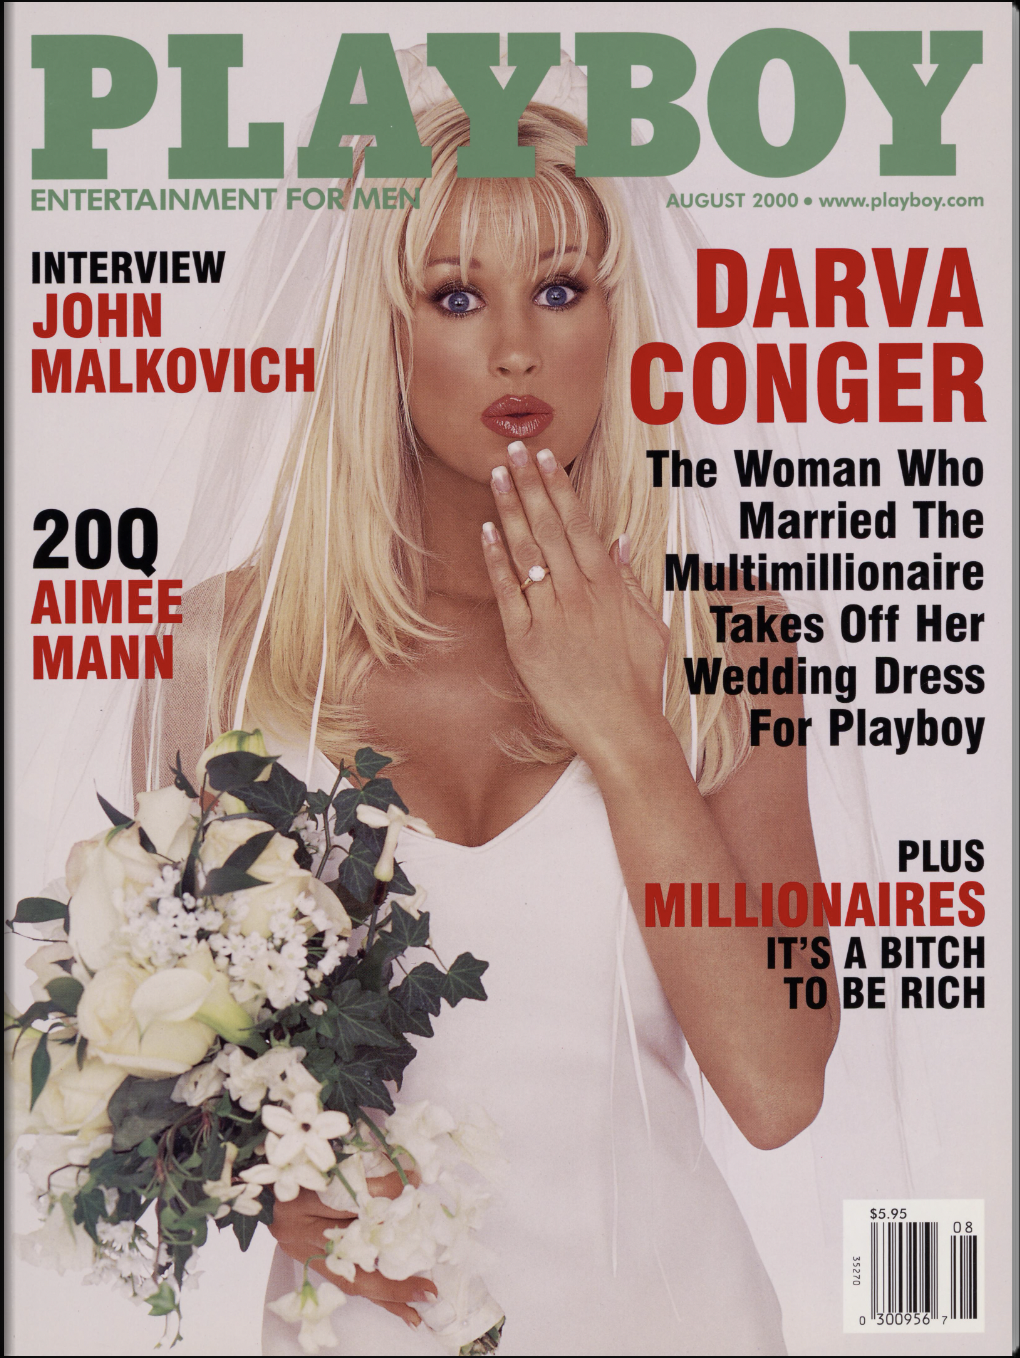 PLAYBOY
ENTERTAINMENT FOR MEN
AUGUST 2000 • www.playboy.com
INTERVIEW
JOHN
MALKOVICH
20Q
AIMEE
MANN
DARVA
CONGER
The Woman Who
Married The
Multimillionaire
Takes Off Her
Wedding Dress
For Playboy
PLUS
MILLIONAIRES
IT'S A BITCH
TO BE RICH
$5.95
08
35270
0 300956 7